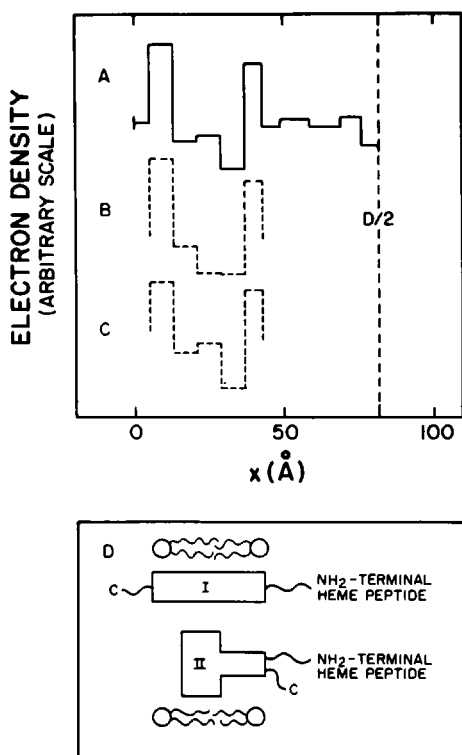 ELECTRON DENSITY
(ARBITRARY SCALE)
A
B
C
D/2
0
50
100
x (Å)
D
C
I
NH₂-TERMINAL
HEME PEPTIDE
II
NH₂-TERMINAL
HEME PEPTIDE
C